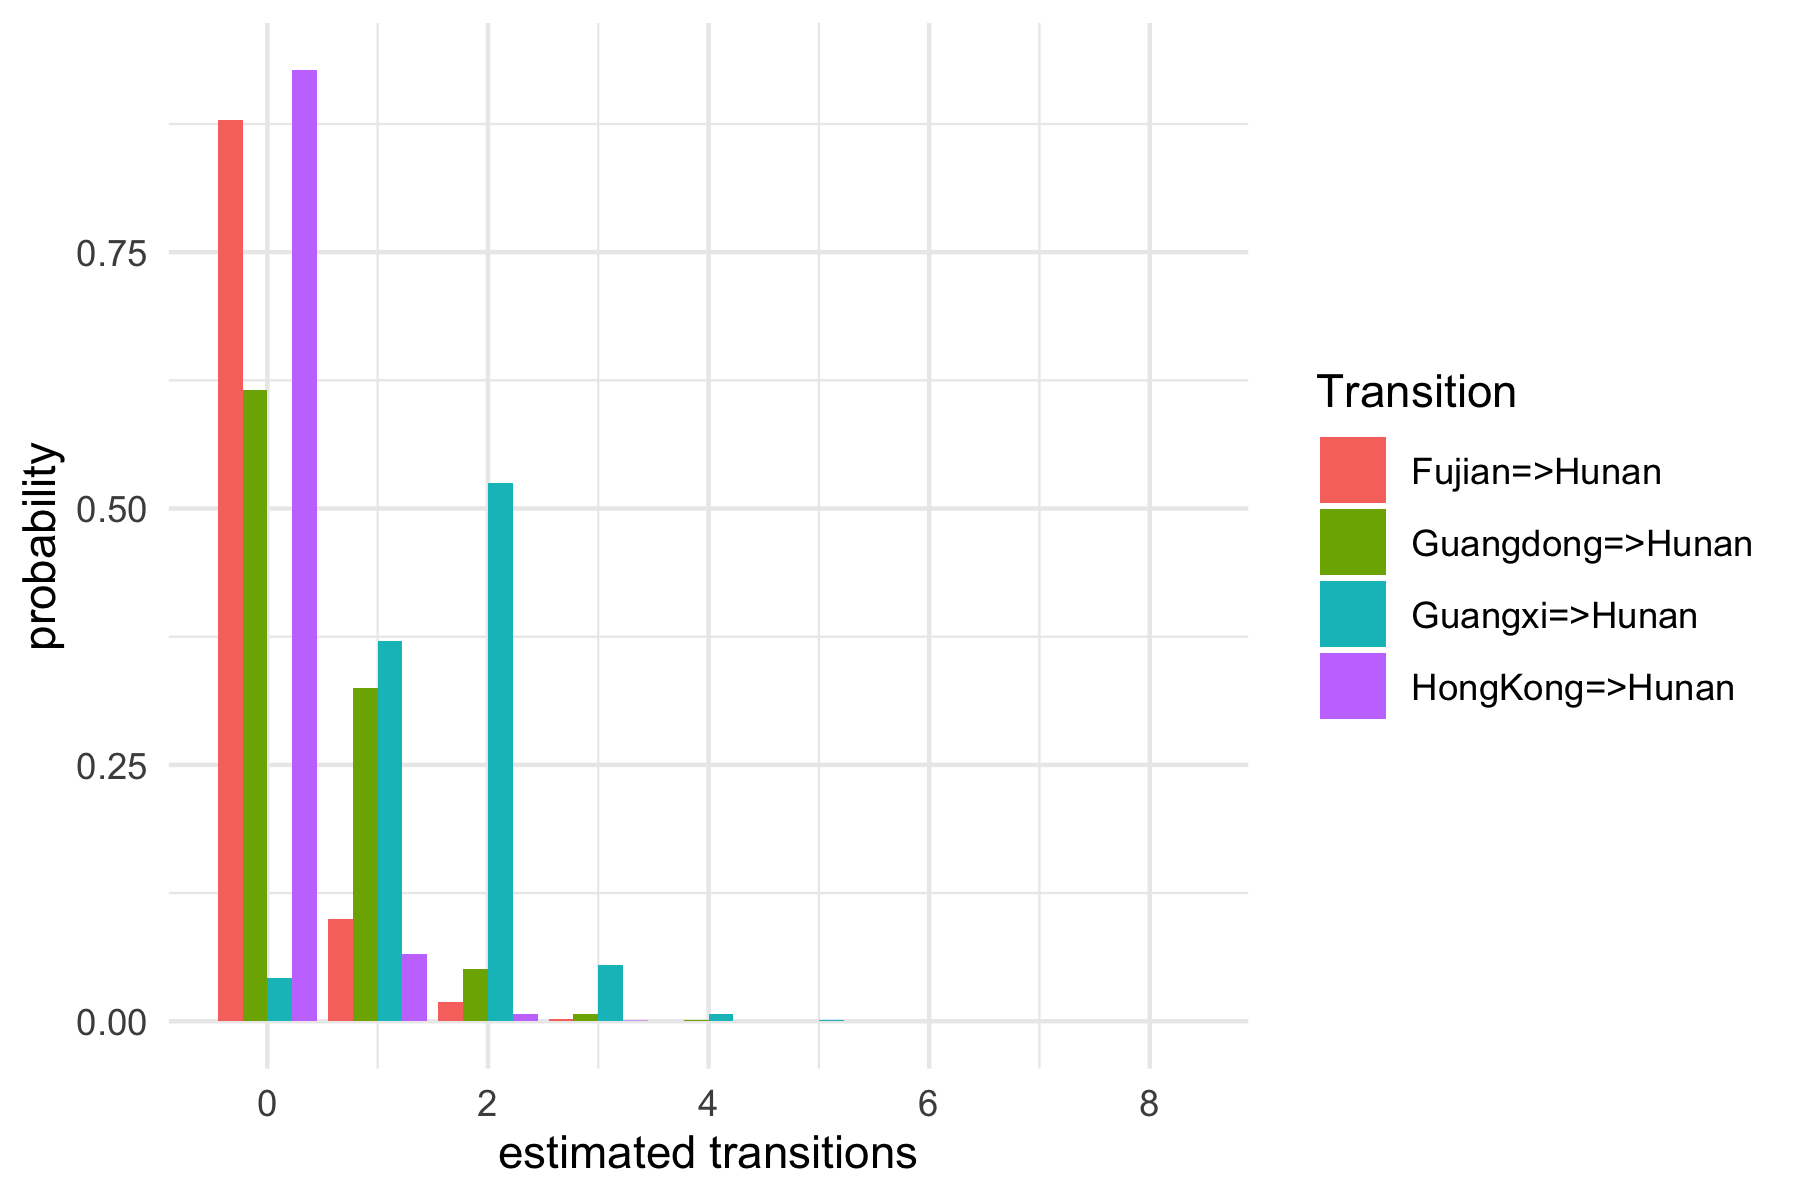 probability
0.75
0.50
0.25
0.00
0 2 4 6 8
estimated transitions
Transition
Fujian=>Hunan
Guangdong=>Hunan
Guangxi=>Hunan
HongKong=>Hunan